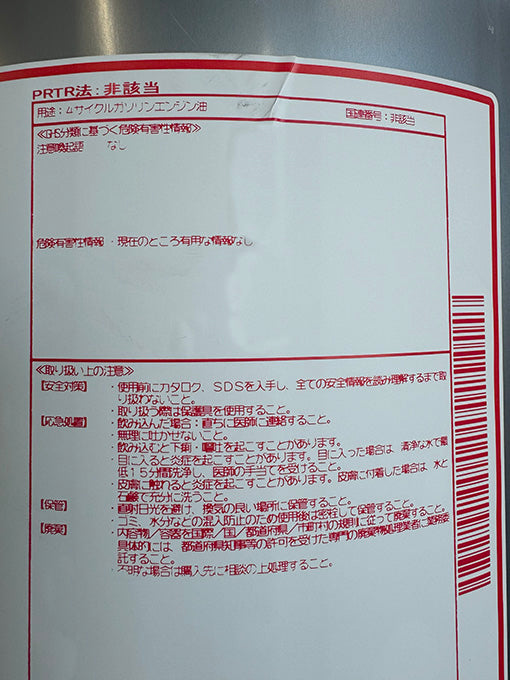 PRTR法：非該当
用途：4サイクルガソリンエンジン油 国連番号：非該当
≪GHS分類に基づく危険有害性情報≫
注意喚起語 なし
危険有害性情報 ・現在のところ有用な情報なし
≪取り扱い上の注意≫
【安全対策】 ・使用前にカタログ、SDSを入手し、全ての安全情報を読み理解するまで取
り扱わないこと。
・取り扱う際は保護具を使用すること。
【応急処置】 ・飲み込んだ場合：直ちに医師に連絡すること。
・無理に吐かせないこと。
・飲み込むと下痢・嘔吐を起こすことがあります。
・目に入ると炎症を起こすことがあります。目に入った場合は 清浄な水で最
低15分間洗浄し、医師の手当てを受けること。
・皮膚に触れると炎症を起こすことがあります。皮膚に付着した場合は 水と
石鹸で充分に洗うこと。
【保管】 ・直射日光を避け、換気の良い場所に保管すること。
・ゴミ、水分などの混入防止のため使用後は密栓して保管すること。
【廃棄】 ・内容物／容器を国際／国／都道府県／市町村の規則に従って廃棄すること。
具体的には、都道府県知事等の許可を受けた専門の廃棄物処理業者に業務委
託すること。
・不明な場合は購入先に相談の上処理すること。